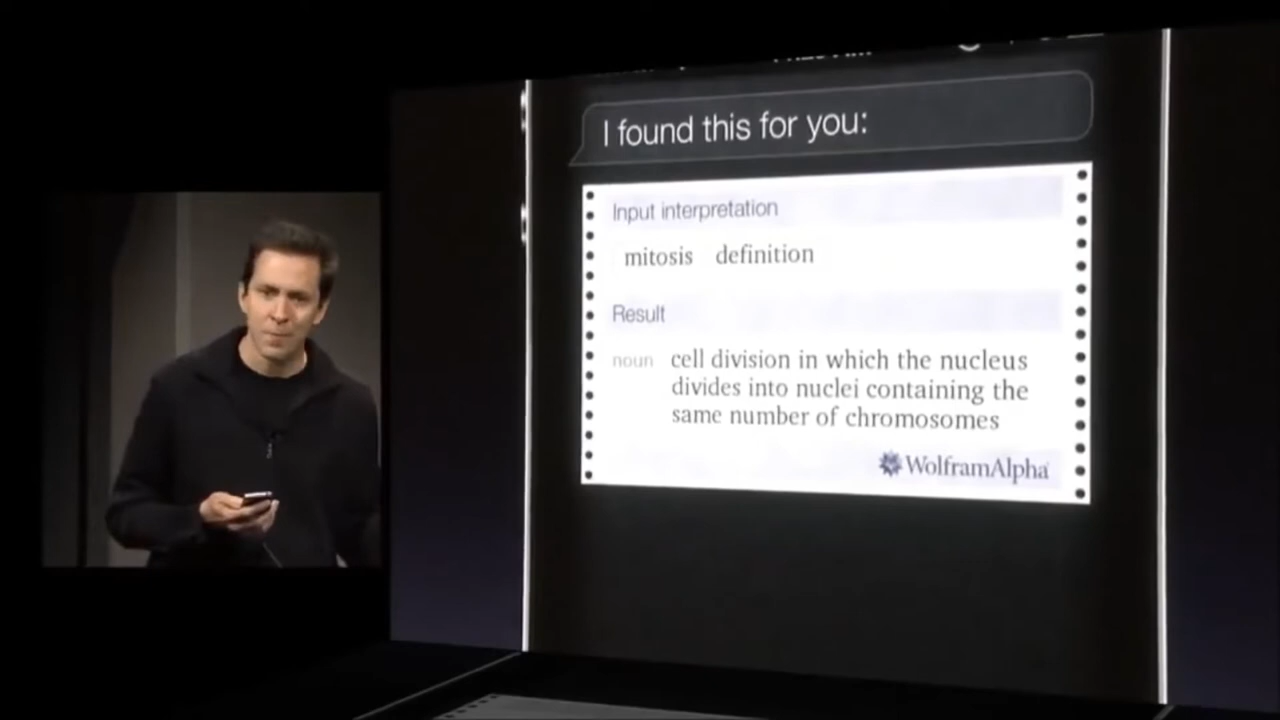 I found this for you:
Input interpretation
mitosis definition
Result
noun cell division in which the nucleus
divides into nuclei containing the
same number of chromosomes
WolframAlpha